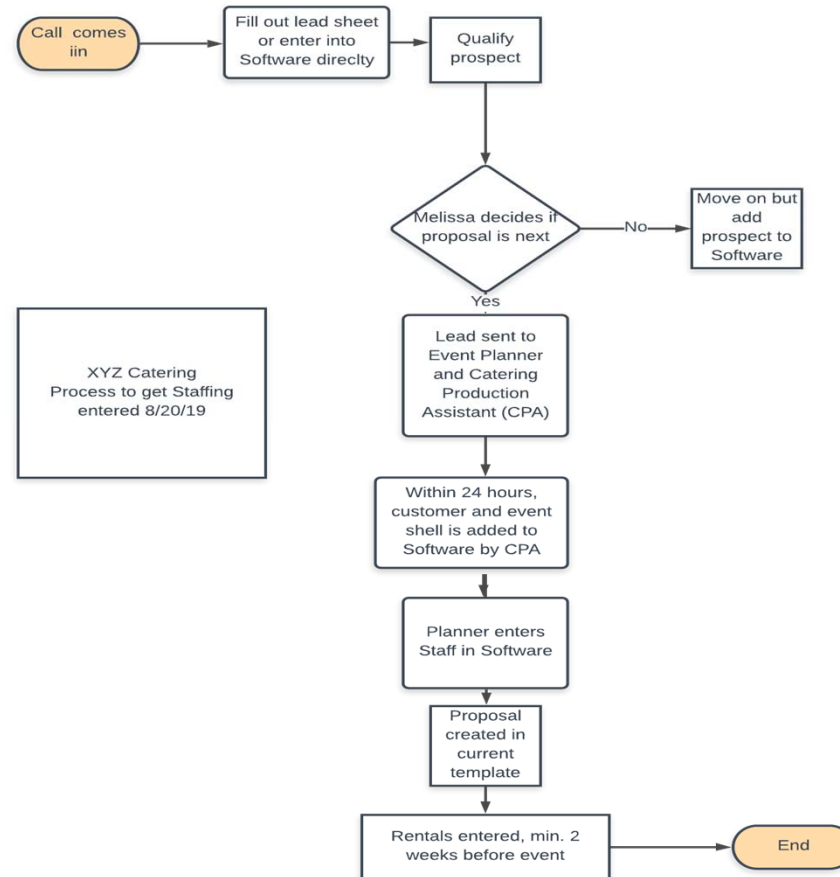 Call comes
iin
Fill out lead sheet
or enter into
Software direclty
Qualify
prospect
Melissa decides if
proposal is next
No
Move on but
add
prospect to
Software
Yes
Lead sent to
Event Planner
and Catering
Production
Assistant (CPA)
XYZ Catering
Process to get Staffing
entered 8/20/19
Within 24 hours,
customer and event
shell is added to
Software by CPA
Planner enters
Staff in Software
Proposal
created in
current
template
Rentals entered, min. 2
weeks before event
End